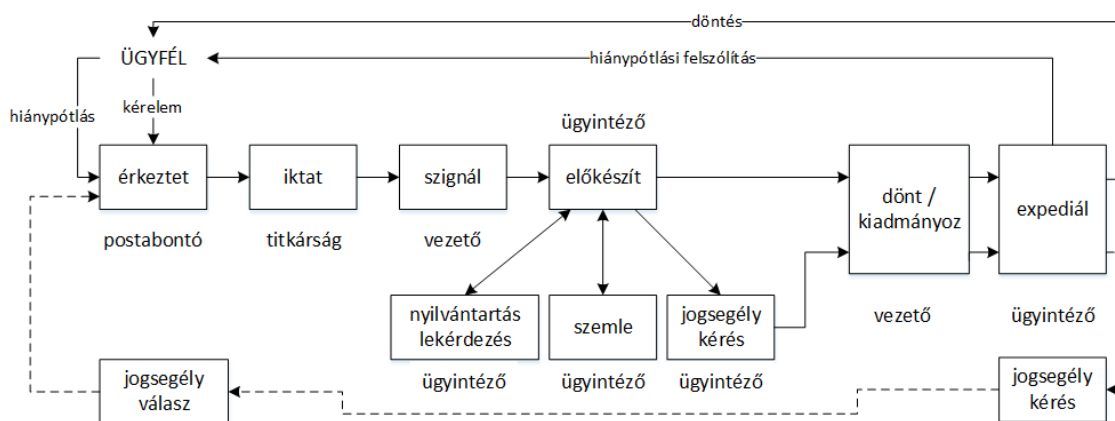 döntés
ÜGYFÉL
hiánypótlási felszólítás
hiánypótlás
kérelem
ügyintéző
érkeztet
iktat
szignál
előkészít
dönt /
kiadmányoz
expediál
postabontó
titkárság
vezető
nyilvántartás
lekérdezés
szemle
jogsegély
kérés
vezető
ügyintéző
ügyintéző
ügyintéző
ügyintéző
jogsegély
válasz
jogsegély
kérés